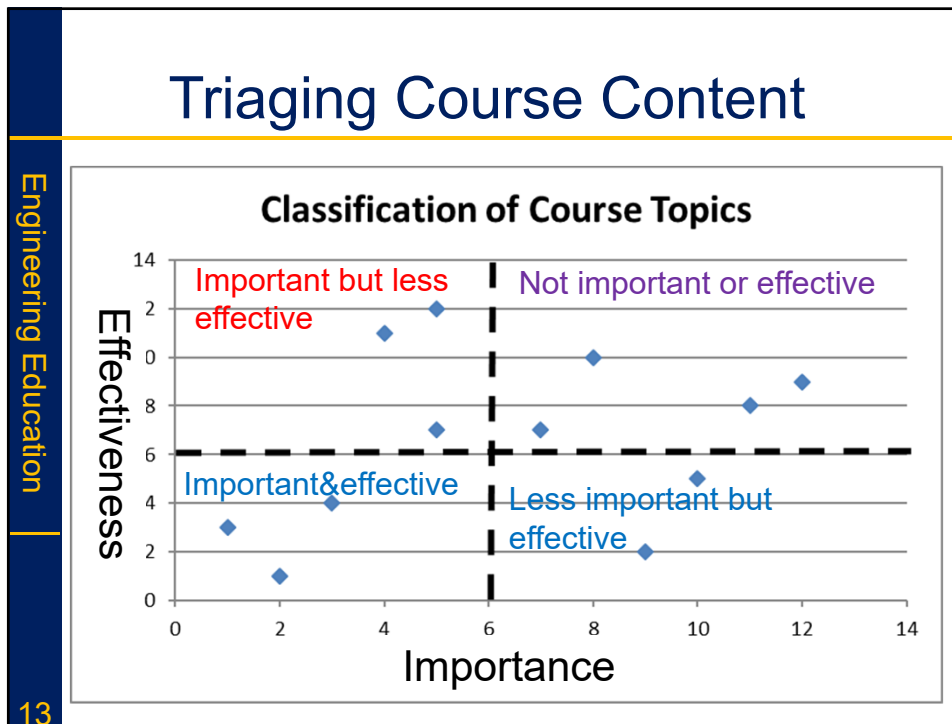 Triaging Course Content
Engineering Education
13
Classification of Course Topics
Effectiveness
14
2
0
8
6
4
2
0
Important but less
effective
Not important or effective
Important&effective
Less important but
effective
0 2 4 6 8 10 12 14
Importance